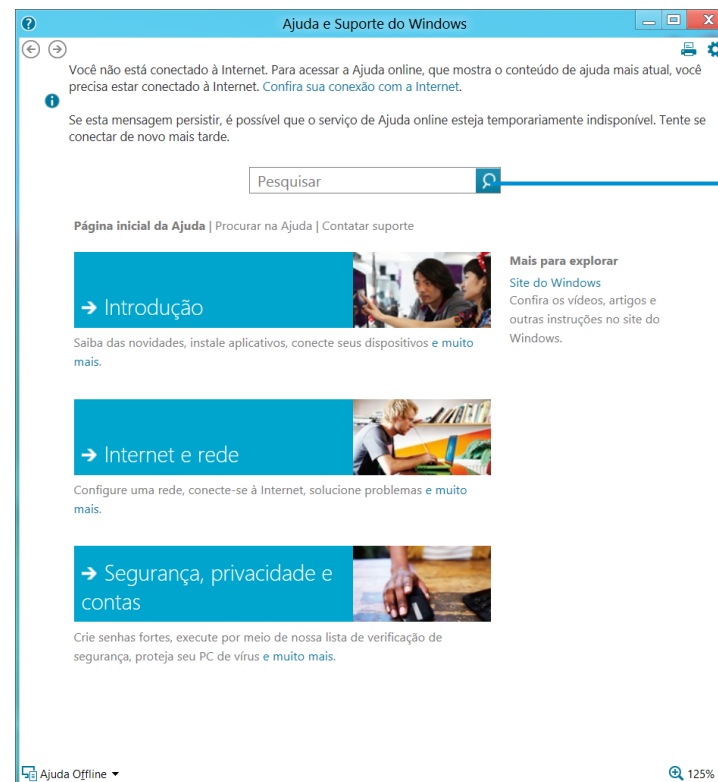 Ajuda e Suporte do Windows
Você não está conectado à Internet. Para acessar a Ajuda online, que mostra o conteúdo de ajuda mais atual, você
precisa estar conectado à Internet. Confira sua conexão com a Internet.
Se esta mensagem persistir, é possível que o serviço de Ajuda online esteja temporariamente indisponível. Tente se
conectar de novo mais tarde.
Pesquisar
Página inicial da Ajuda | Procurar na Ajuda | Contatar suporte
→ Introdução
Saiba das novidades, instale aplicativos, conecte seus dispositivos e muito
mais.
Mais para explorar
Site do Windows
Confira os vídeos, artigos e
outras instruções no site do
Windows.
→ Internet e rede
Configure uma rede, conecte-se à Internet, solucione problemas e muito
mais.
→ Segurança, privacidade e
contas
Crie senhas fortes, execute por meio de nossa lista de verificação de
segurança, proteja seu PC de vírus e muito mais.
Ajuda Offline
125%